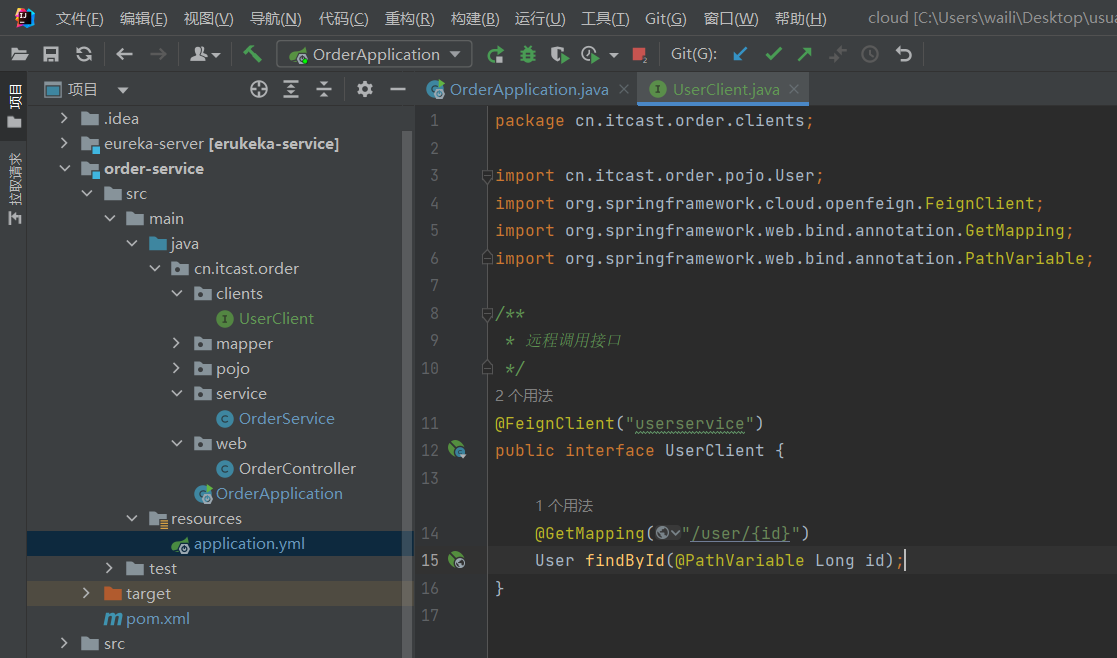 文件(F) 编辑(E) 视图(V) 导航(N) 代码(C) 重构(R) 构建(B) 运行(U) 工具(T) Git(G) 窗口(W) 帮助(H) cloud [C:\Users\waili\Desktop\usua
OrderApplication Git(G):
项目
OrderApplication.java UserClient.java
项目
拉取请求
.idea
eureka-server [erukeka-service]
order-service
src
main
java
cn.itcast.order
clients
UserClient
mapper
pojo
service
OrderService
web
OrderController
OrderApplication
resources
application.yml
test
target
pom.xml
src
1 package cn.itcast.order.clients;
2
3 import cn.itcast.order.pojo.User;
4 import org.springframework.cloud.openfeign.FeignClient;
5 import org.springframework.web.bind.annotation.GetMapping;
6 import org.springframework.web.bind.annotation.PathVariable;
7
8 /**
9 * 远程调用接口
10 */
2 个用法
11 @FeignClient("userservice")
12 public interface UserClient {
13
1 个用法
14 @GetMapping("/user/{id}")
15 User findById(@PathVariable Long id);
16 }
17